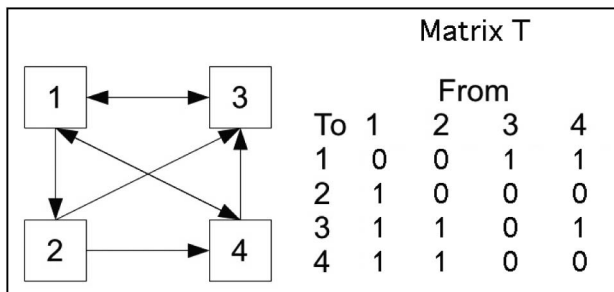 Matrix T
1 3
From
To 1 2 3 4
1 0 0 1 1
2 1 0 0 0
3 1 1 0 1
4 1 1 0 0
2 4